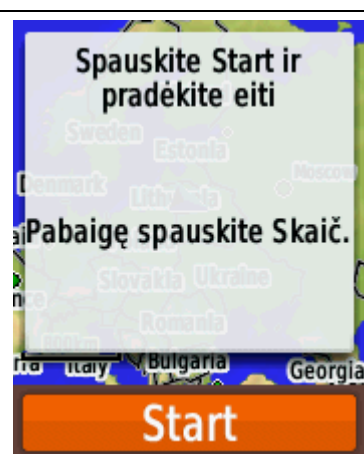 Spauskite Start ir
pradėkite eiti
Sweden
Estonia
Moscow
Denmark
Pabaigę spauskite Skaič.
Slovakia Ukraine
Romania
Italy Bulgaria
Georgia
Start